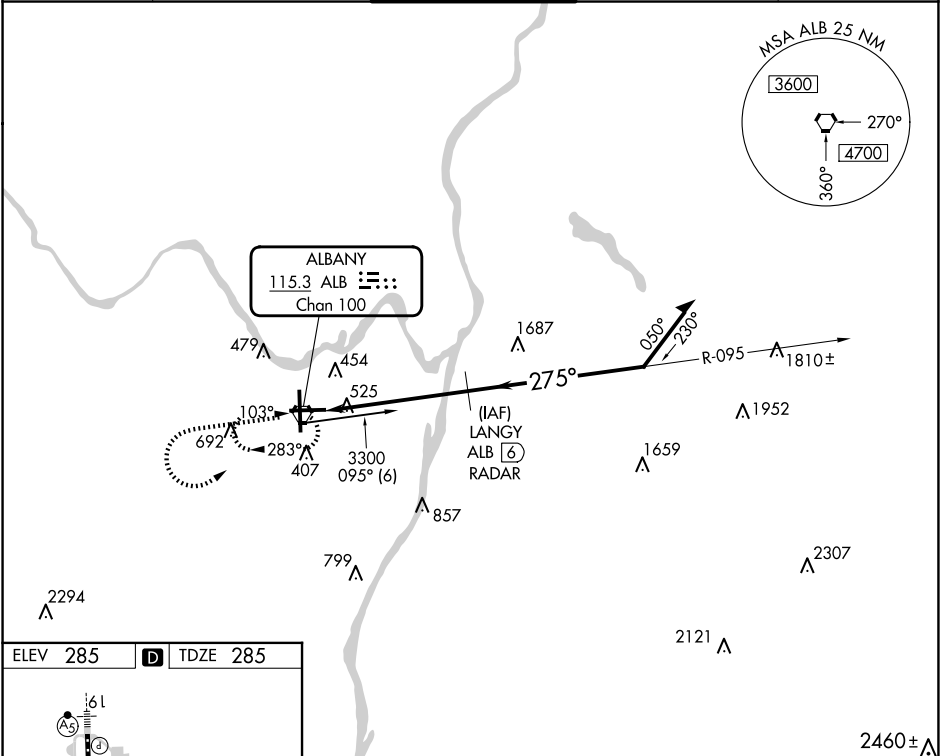 MSA ALB 25 NM
3600
270°
4700
360°
ALBANY
115.3 ALB
Chan 100
1687
050°
230°
479
454
R-095
1810±
275°
525
103°
(IAF)
LANGY
ALB 6
RADAR
1952
692
283°
407
3300
095° (6)
1659
857
799
2307
2294
2121
ELEV 285 D TDZE 285
19
A5
P
2460±